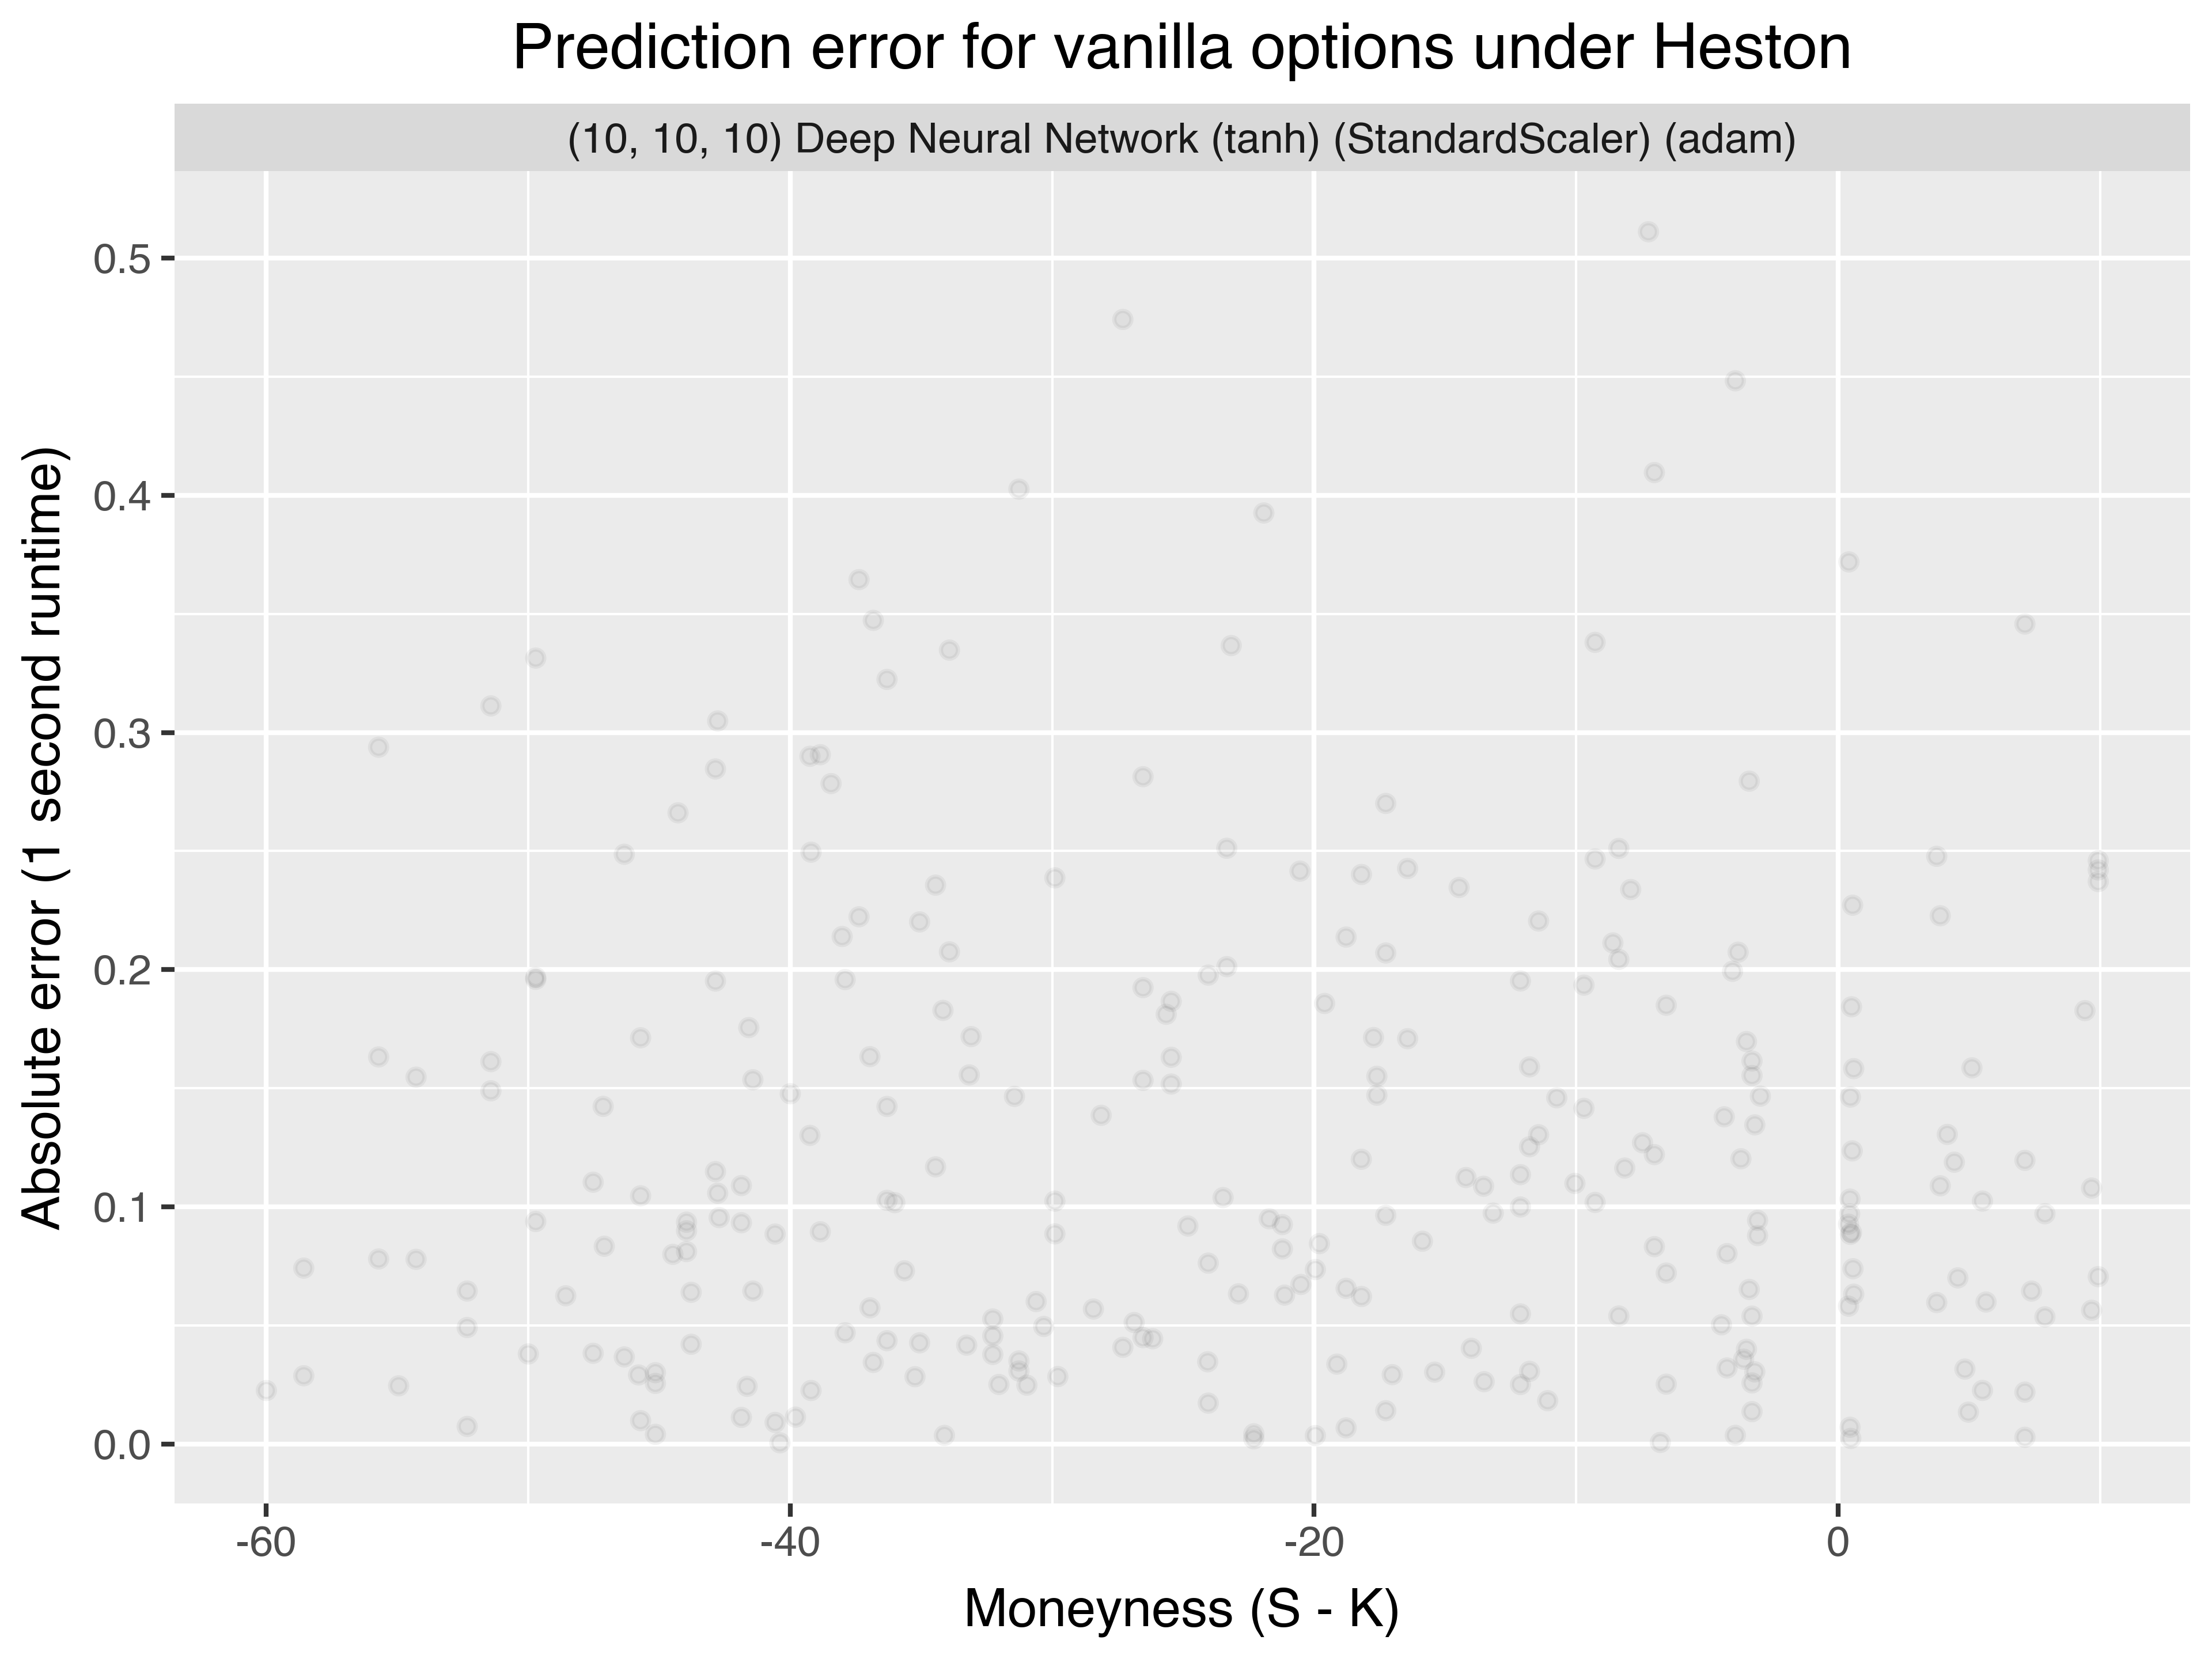 Prediction error for vanilla options under Heston
(10, 10, 10) Deep Neural Network (tanh) (StandardScaler) (adam)
Absolute error (1 second runtime)
0.5
0.4
0.3
0.2
0.1
0.0
-60 -40 -20 0
Moneyness (S - K)